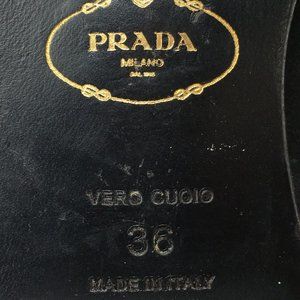 PRADA
MILANO
DAL 1913
VERO CUOIO
36
MADE IN ITALY